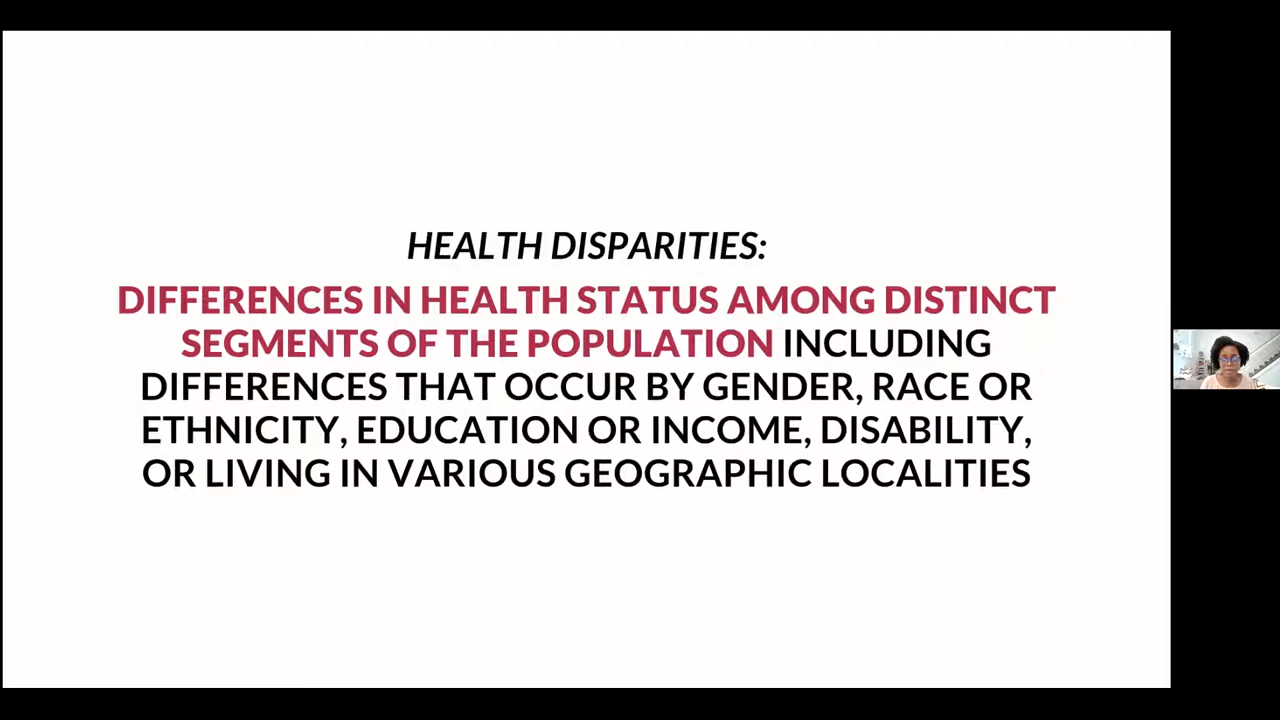 HEALTH DISPARITIES:
DIFFERENCES IN HEALTH STATUS AMONG DISTINCT
SEGMENTS OF THE POPULATION INCLUDING
DIFFERENCES THAT OCCUR BY GENDER, RACE OR
ETHNICITY, EDUCATION OR INCOME, DISABILITY,
OR LIVING IN VARIOUS GEOGRAPHIC LOCALITIES